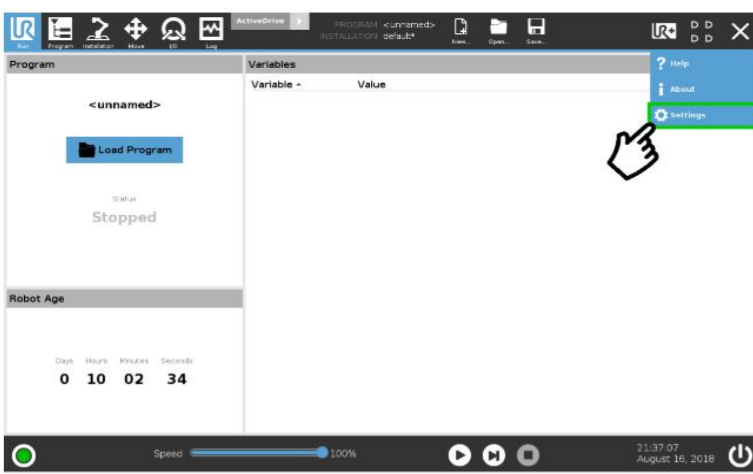 UR
Run
Program
Installation
Move
I/O
Log
ActiveDrive
PROGRAM <unnamed>
INSTALLATION default*
New...
Open...
Save...
UR+
D D
D D
Program
Variables
Variable
Value
? Help
i About
Settings
<unnamed>
Load Program
Status
Stopped
Robot Age
Days Hours Minutes Seconds
0 10 02 34
Speed
100%
21:37:07
August 16, 2018